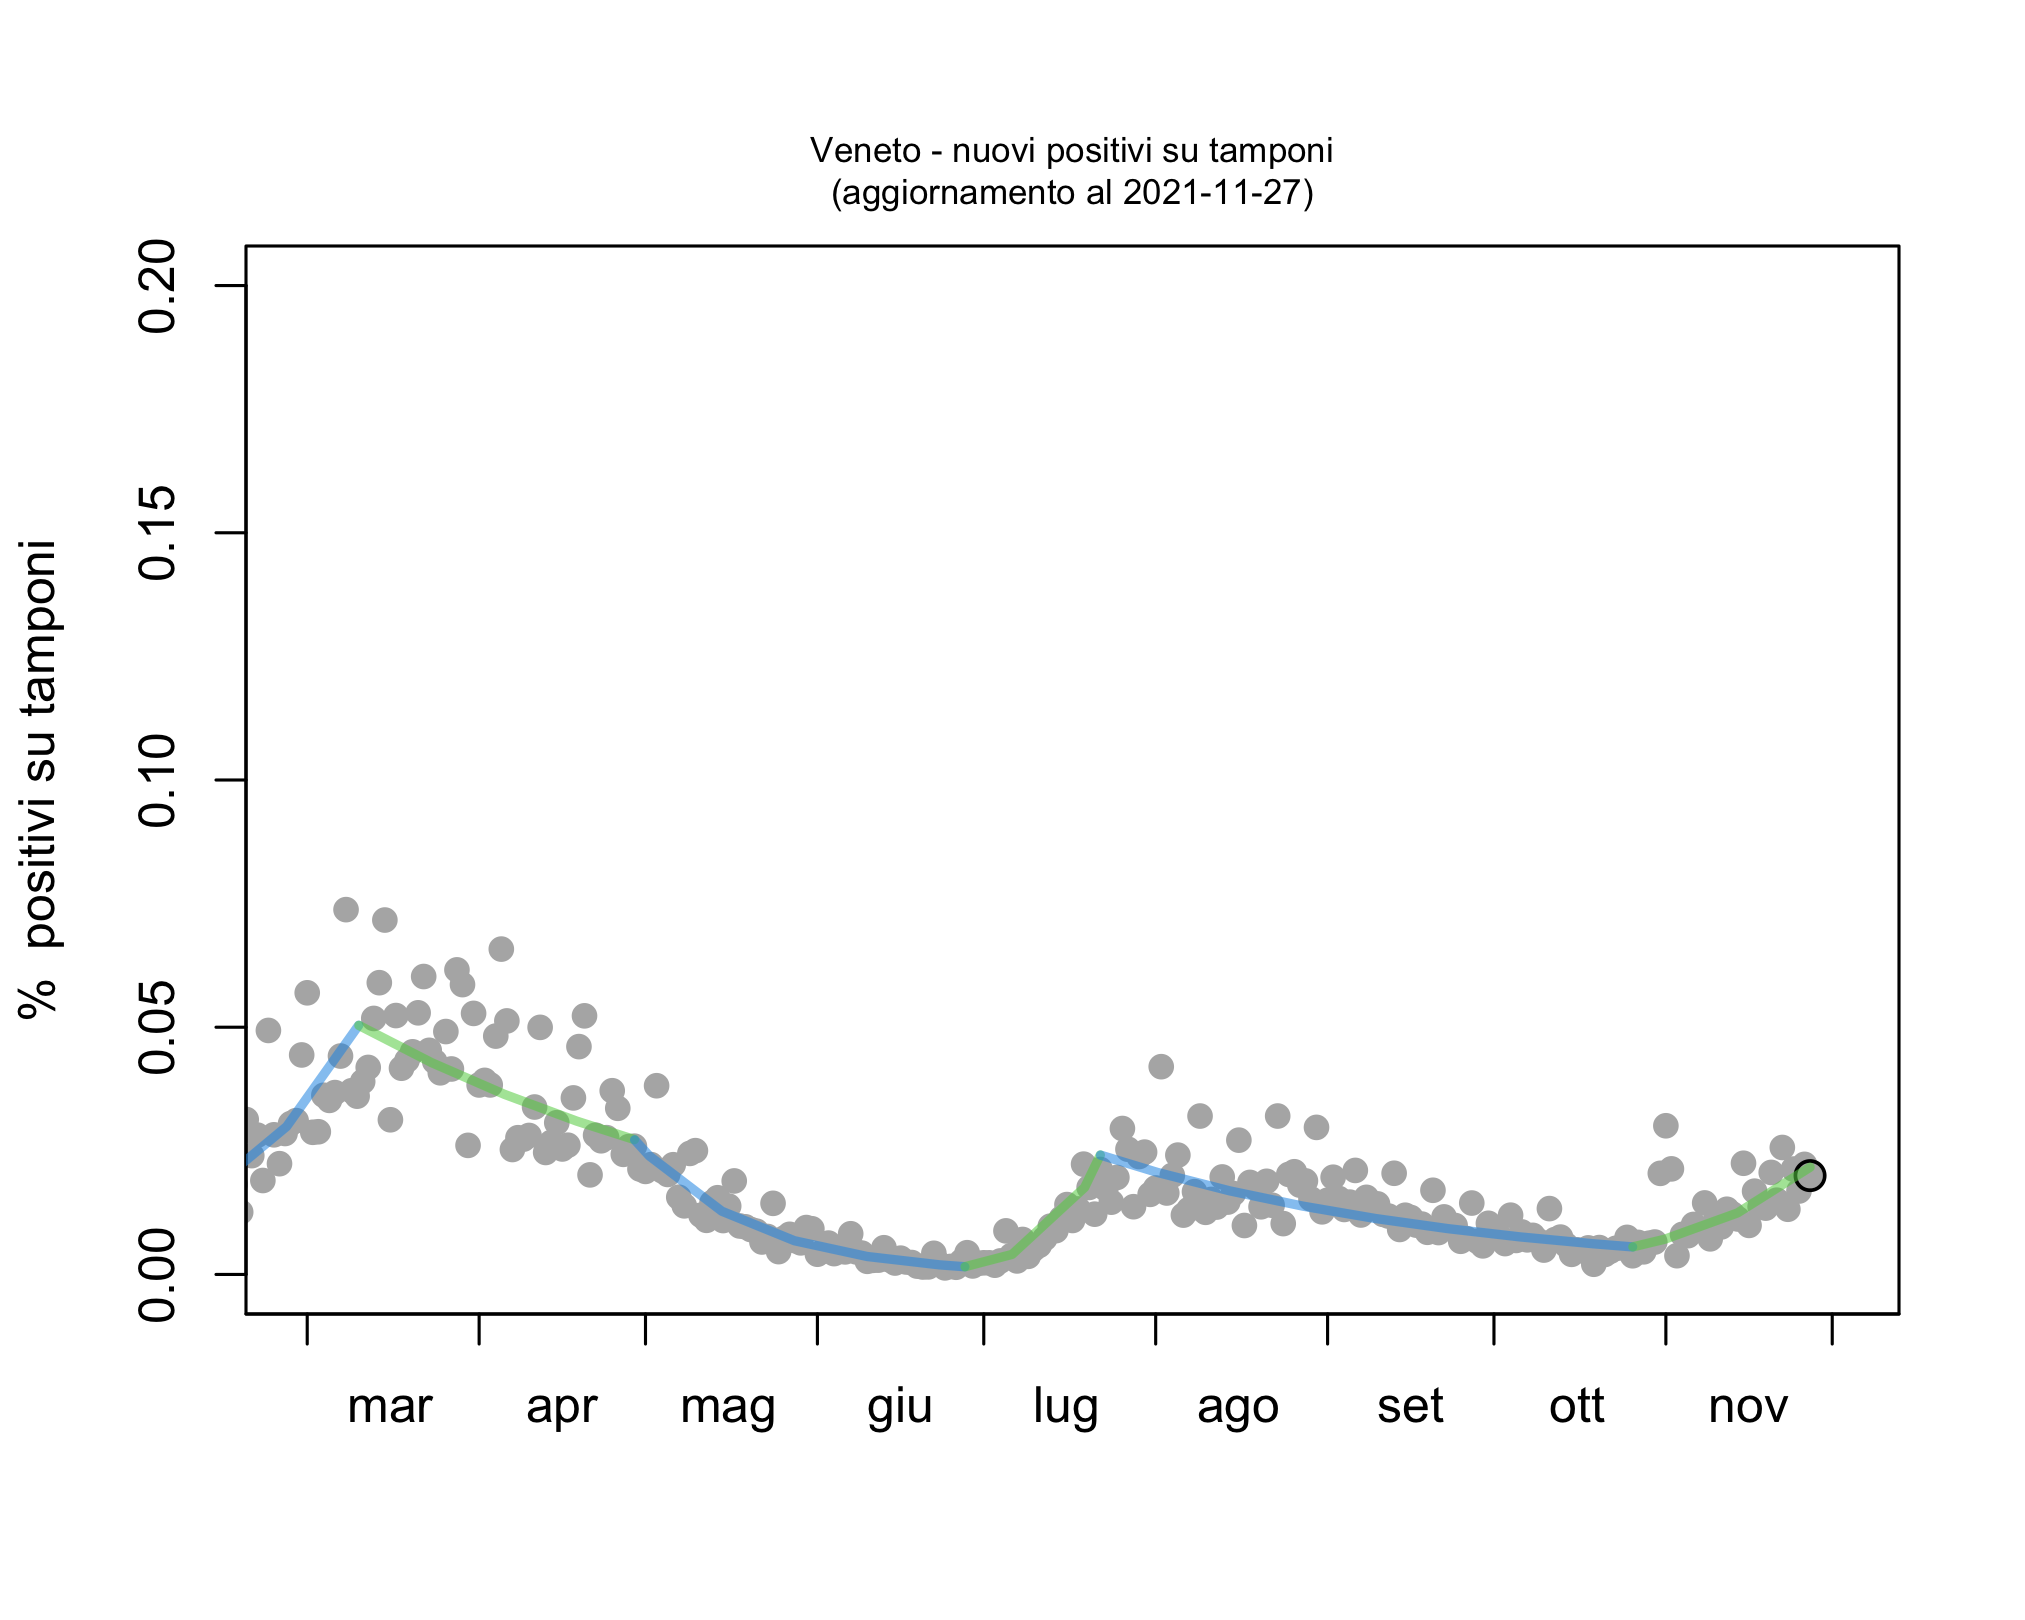 Veneto - nuovi positivi su tamponi
(aggiornamento al 2021-11-27)
% positivi su tamponi
0.20
0.15
0.10
0.05
0.00
mar apr mag giu lug ago set ott nov